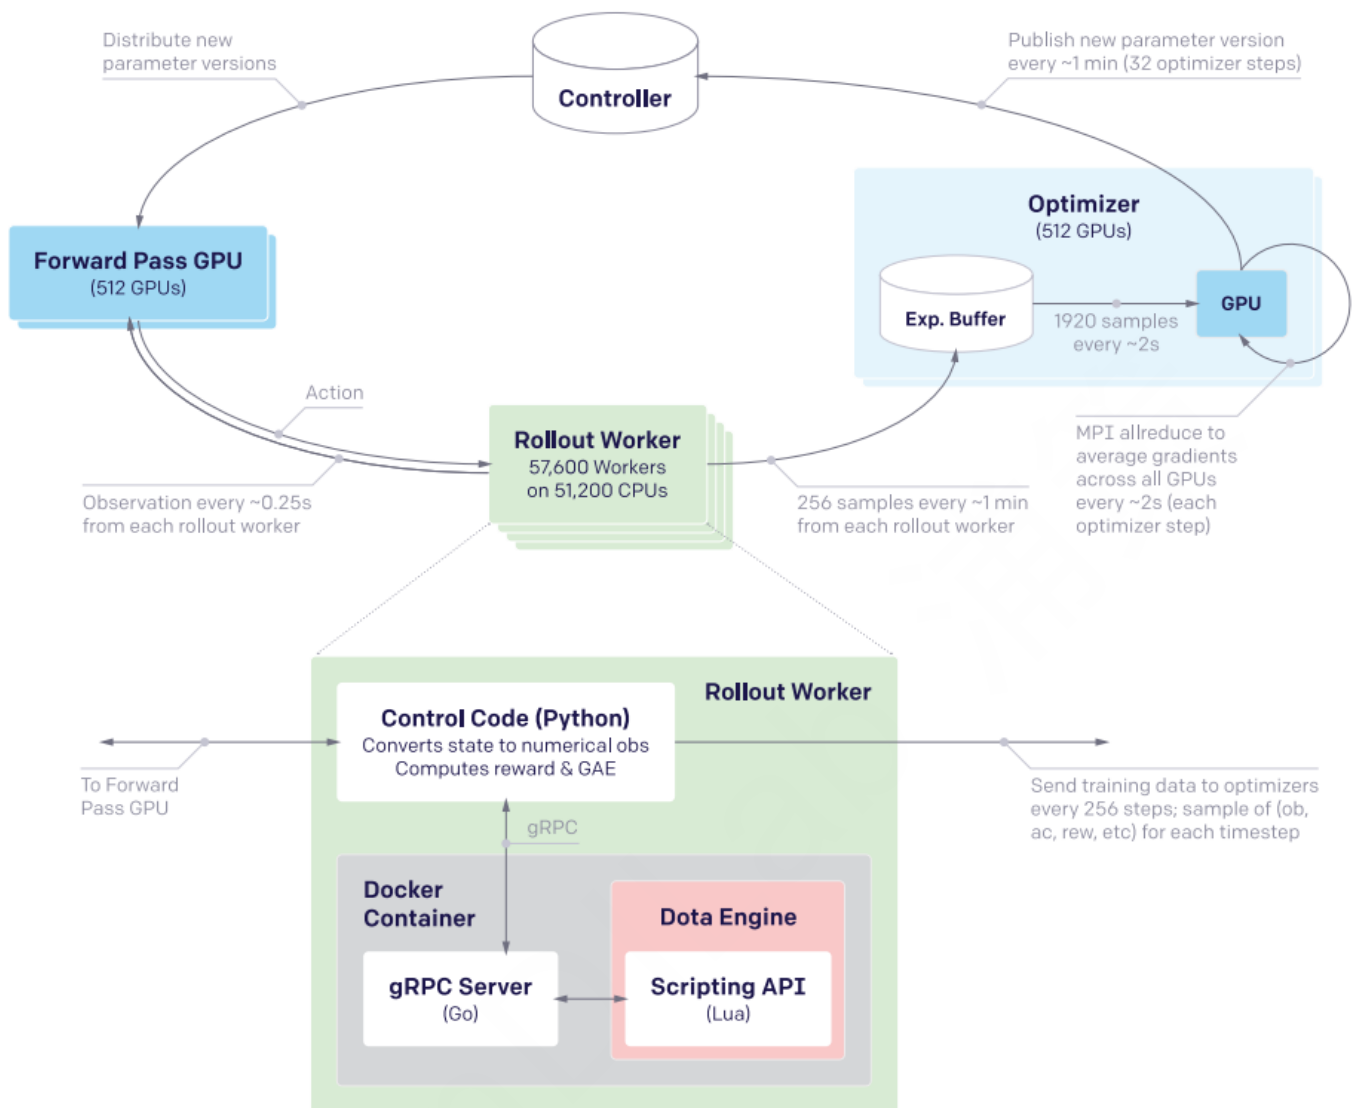 Distribute new
parameter versions
Controller
Publish new parameter version
every ~1 min (32 optimizer steps)
Optimizer
(512 GPUs)
Forward Pass GPU
(512 GPUs)
Exp. Buffer
1920 samples
every ~2s
GPU
Action
Observation every ~0.25s
from each rollout worker
Rollout Worker
57,600 Workers
on 51,200 CPUs
256 samples every ~1 min
from each rollout worker
MPI allreduce to
average gradients
across all GPUs
every ~2s (each
optimizer step)
Rollout Worker
Control Code (Python)
Converts state to numerical obs
Computes reward & GAE
To Forward
Pass GPU
Send training data to optimizers
every 256 steps; sample of (ob,
ac, rew, etc) for each timestep
gRPC
Docker
Container
Dota Engine
gRPC Server
(Go)
Scripting API
(Lua)